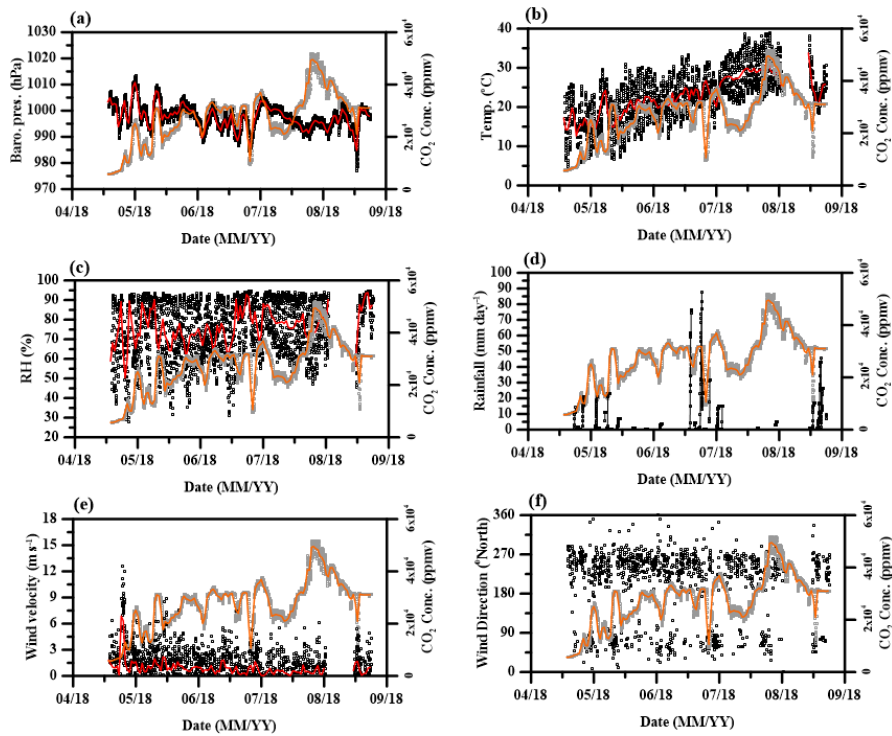 (a)
1030
1020
1010
1000
990
980
970
Baro. pres. (hPa)
6x10⁴
4x10⁴
2x10⁴
0
CO₂ Conc. (ppmv)
04/18 05/18 06/18 07/18 08/18 09/18
Date (MM/YY)
(b)
40
30
20
10
0
Temp. (°C)
6x10⁴
4x10⁴
2x10⁴
0
CO₂ Conc. (ppmv)
04/18 05/18 06/18 07/18 08/18 09/18
Date (MM/YY)
(c)
100
90
80
70
60
50
40
30
20
RH (%)
6x10⁴
4x10⁴
2x10⁴
0
CO₂ Conc. (ppmv)
04/18 05/18 06/18 07/18 08/18 09/18
Date (MM/YY)
(d)
100
90
80
70
60
50
40
30
20
10
0
Rainfall (mm day⁻¹)
6x10⁴
4x10⁴
2x10⁴
0
CO₂ Conc. (ppmv)
04/18 05/18 06/18 07/18 08/18 09/18
Date (MM/YY)
(e)
18
15
12
9
6
3
0
Wind velocity (m s⁻¹)
6x10⁴
4x10⁴
2x10⁴
0
CO₂ Conc. (ppmv)
04/18 05/18 06/18 07/18 08/18 09/18
Date (MM/YY)
(f)
360
270
180
90
0
Wind Direction (⁰North)
6x10⁴
4x10⁴
2x10⁴
0
CO₂ Conc. (ppmv)
04/18 05/18 06/18 07/18 08/18 09/18
Date (MM/YY)